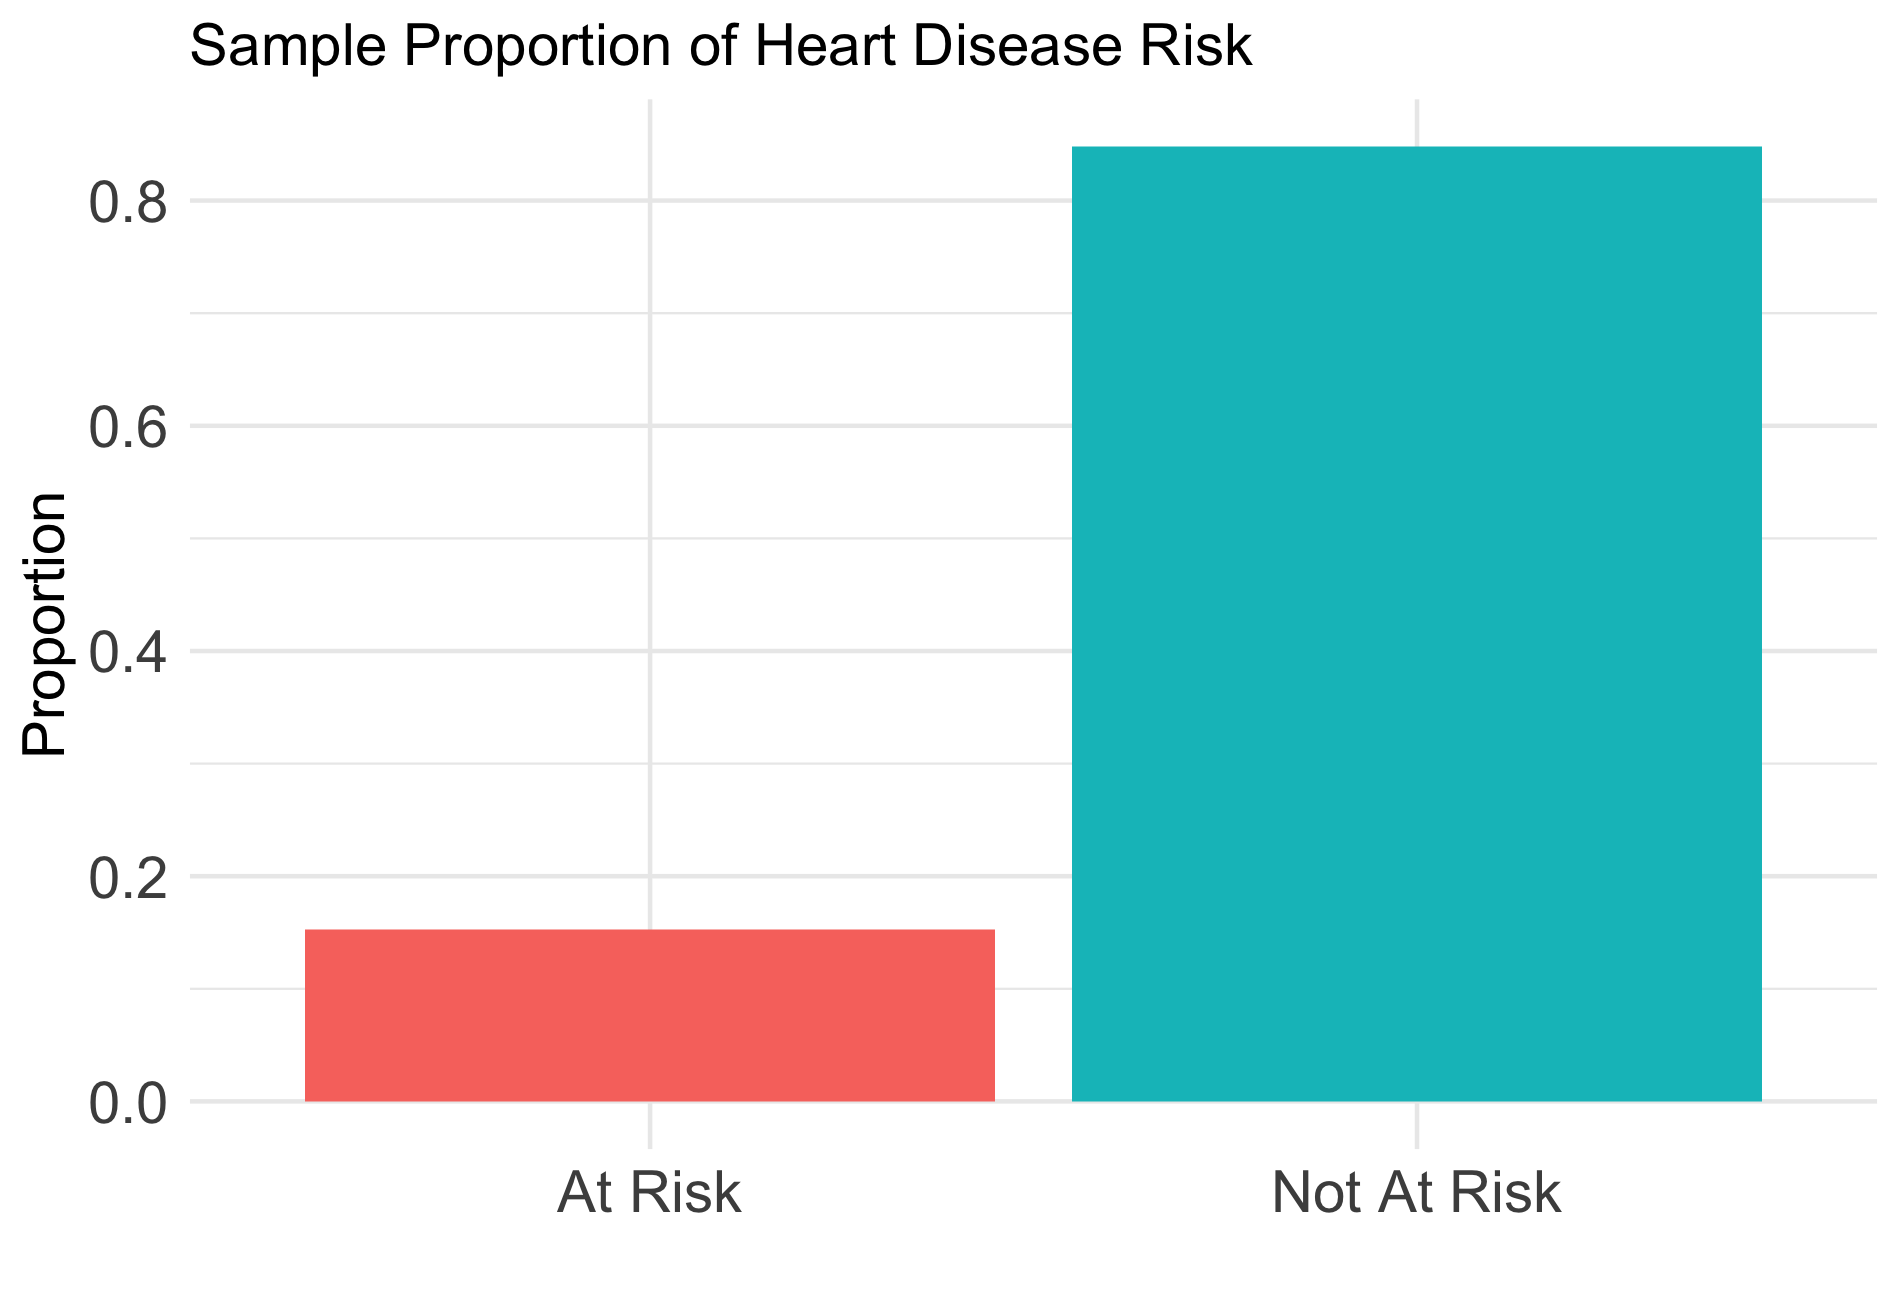 Sample Proportion of Heart Disease Risk
Proportion
0.8
0.6
0.4
0.2
0.0
At Risk
Not At Risk